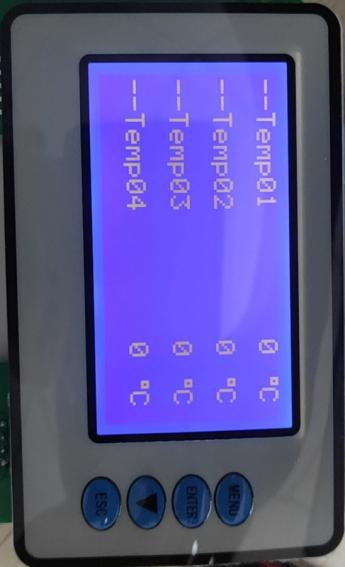 --Temp01 0 °C
--Temp02 0 °C
--Temp03 0 °C
--Temp04 0 °C
MENU
ENTER
▼
ESC